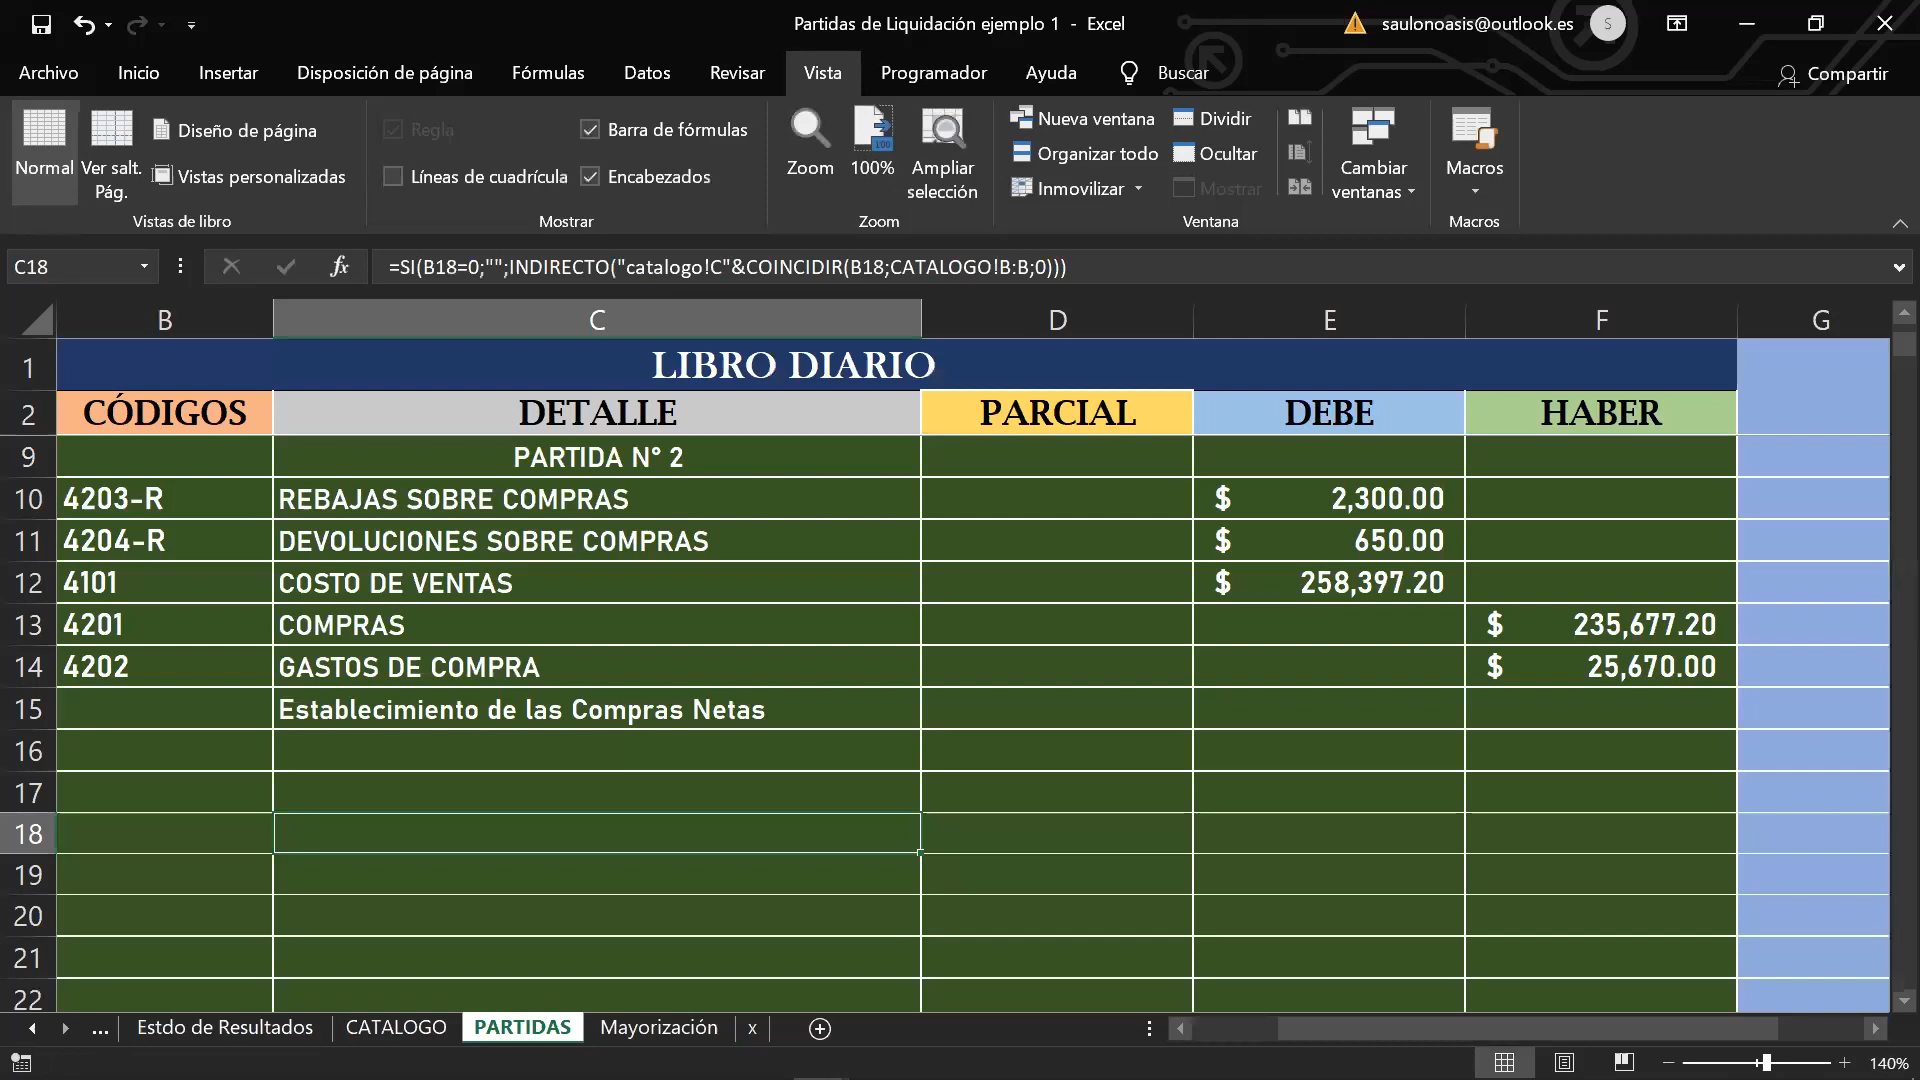 Partidas de Liquidación ejemplo 1 - Excel
saulonoasis@outlook.es
S
Archivo Inicio Insertar Disposición de página Fórmulas Datos Revisar Vista Programador Ayuda Buscar Compartir
Normal
Ver salt. Pág.
Diseño de página
Vistas personalizadas
Vistas de libro
Regla
Barra de fórmulas
Líneas de cuadrícula
Encabezados
Mostrar
Zoom
100%
100
Ampliar selección
Zoom
Nueva ventana
Organizar todo
Inmovilizar
Dividir
Ocultar
Mostrar
Cambiar ventanas
Ventana
Macros
Macros
C18 fx =SI(B18=0;"";INDIRECTO("catalogo!C"&COINCIDIR(B18;CATALOGO!B:B;0)))
B C D E F G
1 LIBRO DIARIO
2 CÓDIGOS DETALLE PARCIAL DEBE HABER
9 PARTIDA N° 2
10 4203-R REBAJAS SOBRE COMPRAS $ 2,300.00
11 4204-R DEVOLUCIONES SOBRE COMPRAS $ 650.00
12 4101 COSTO DE VENTAS $ 258,397.20
13 4201 COMPRAS $ 235,677.20
14 4202 GASTOS DE COMPRA $ 25,670.00
15 Establecimiento de las Compras Netas
16
17
18
19
20
21
22
... Estdo de Resultados CATALOGO PARTIDAS Mayorización x
140%